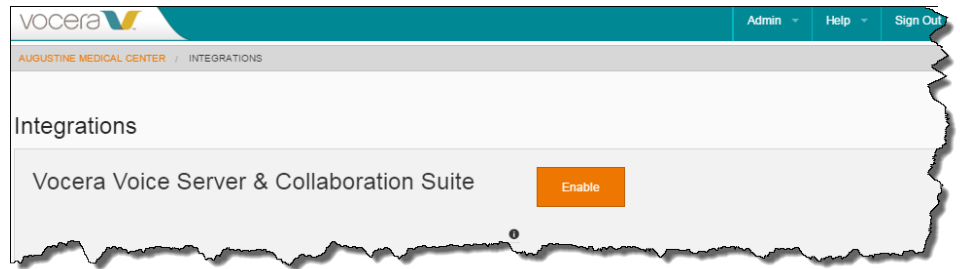 vocera
Admin Help Sign Out
AUGUSTINE MEDICAL CENTER / INTEGRATIONS
Integrations
Vocera Voice Server & Collaboration Suite Enable